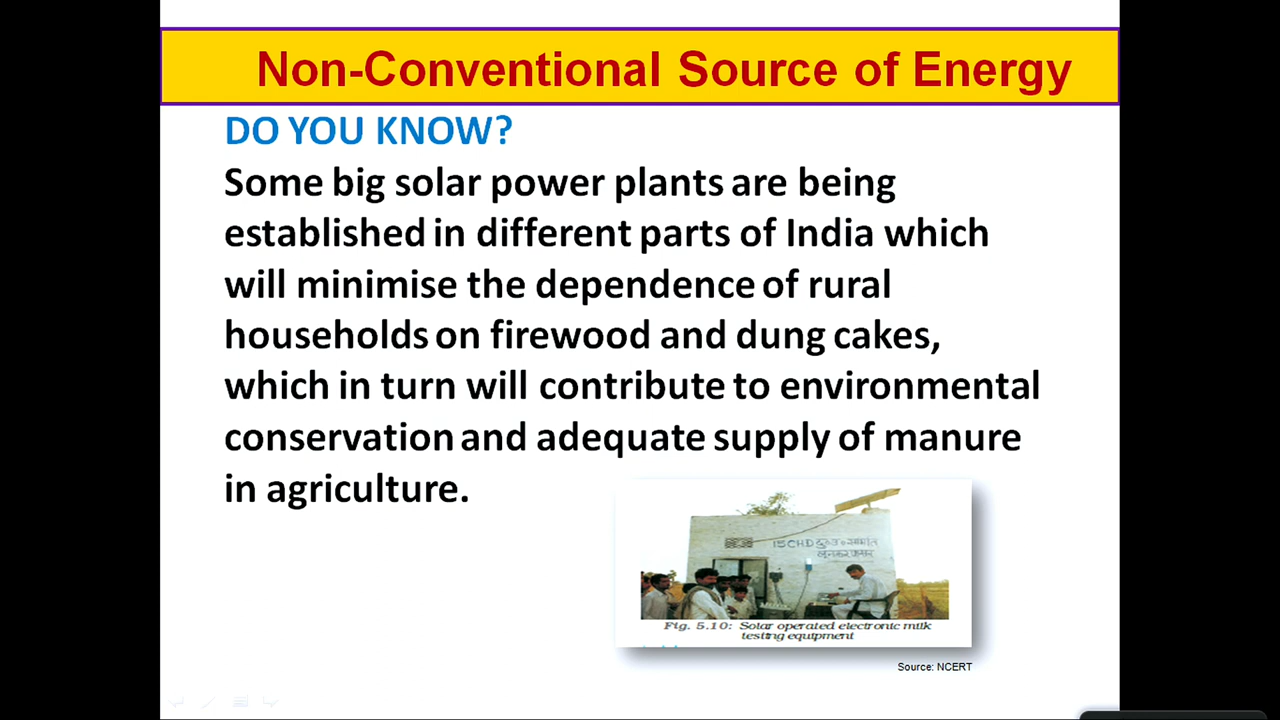 Non-Conventional Source of Energy
DO YOU KNOW?
Some big solar power plants are being
established in different parts of India which
will minimise the dependence of rural
households on firewood and dung cakes,
which in turn will contribute to environmental
conservation and adequate supply of manure
in agriculture.
Fig. 5.10: Solar operated electronic milk
testing equipment
Source: NCERT